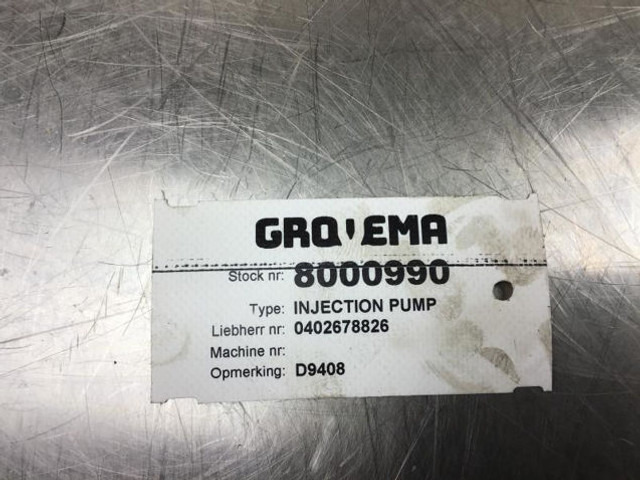 GRO'EMA
Stock nr: 8000990
Type: INJECTION PUMP
Liebherr nr: 0402678826
Machine nr:
Opmerking: D9408